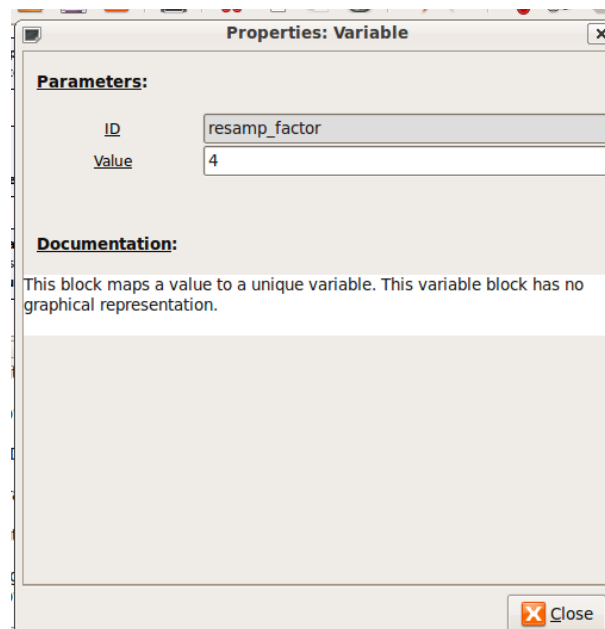 Properties: Variable
Parameters:
ID
resamp_factor
Value
4
Documentation:
This block maps a value to a unique variable. This variable block has no
graphical representation.
Close